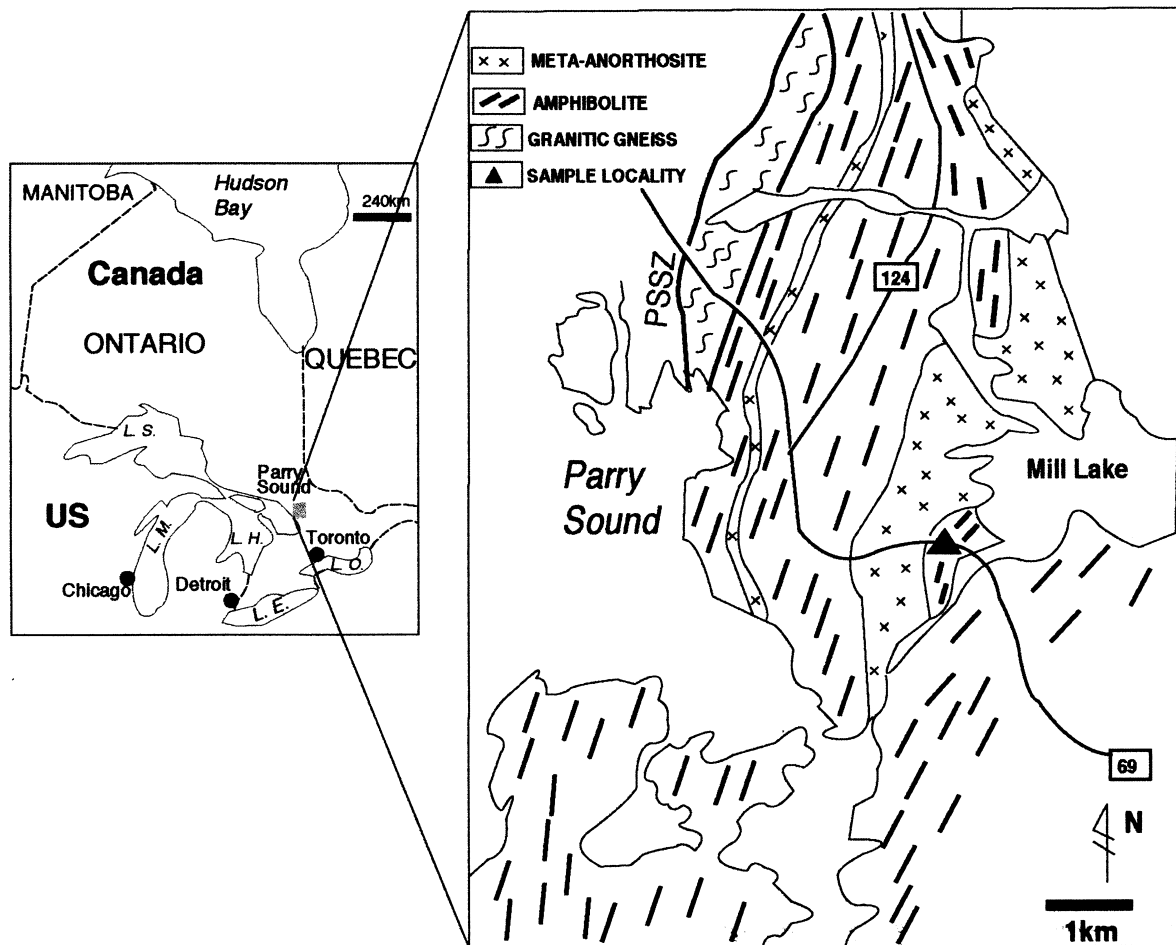 MANITOBA
Hudson
Bay
240km
Canada
ONTARIO
QUEBEC
L. S.
Parry
Sound
US
L. M.
L. H.
Toronto
L. O.
Chicago
Detroit
L. E.
META-ANORTHOSITE
AMPHIBOLITE
GRANITIC GNEISS
SAMPLE LOCALITY
PSSZ
124
Parry
Sound
Mill Lake
69
N
1km